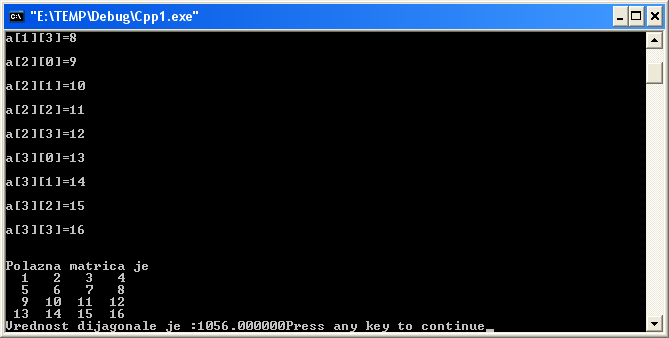 "E:\TEMP\Debug\Cpp1.exe"
a[1][3]=8
a[2][0]=9
a[2][1]=10
a[2][2]=11
a[2][3]=12
a[3][0]=13
a[3][1]=14
a[3][2]=15
a[3][3]=16
Polazna matrica je
1 2 3 4
5 6 7 8
9 10 11 12
13 14 15 16
Vrednost dijagonale je :1056.000000Press any key to continue_